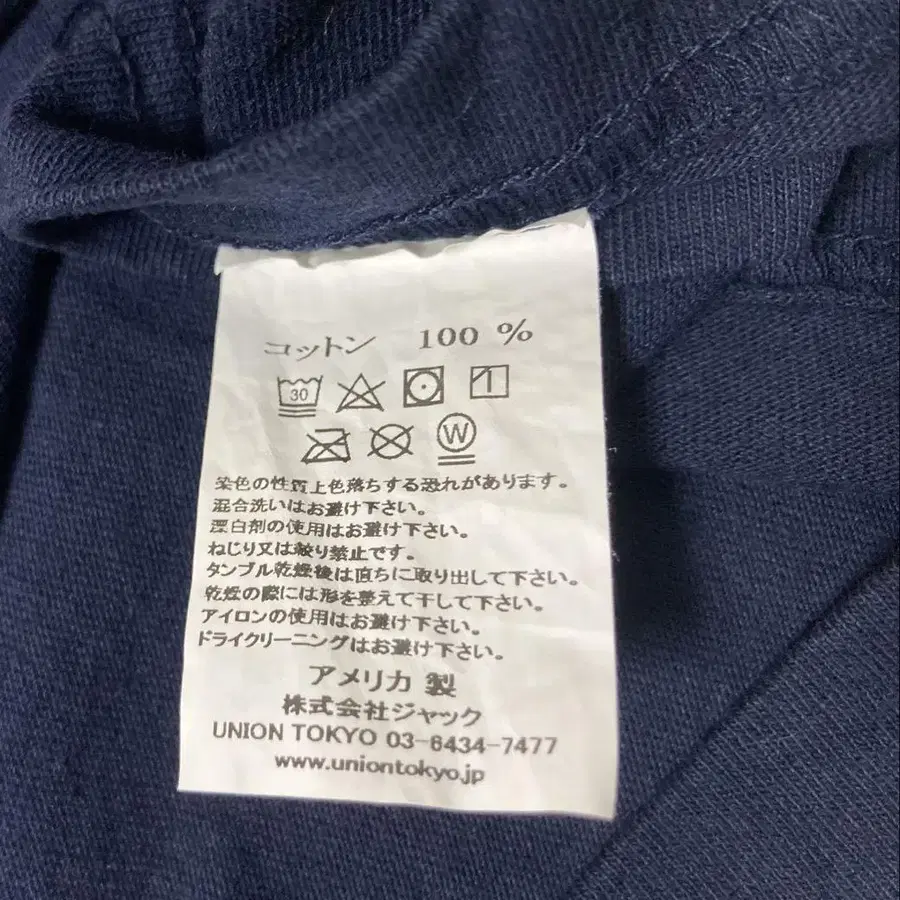 コットン 100 %
30
W
染色の性質上色落ちする恐れがあります。
混合洗いはお避け下さい。
漂白剤の使用はお避け下さい。
ねじり又は絞り禁止です。
タンブル乾燥後は直ちに取り出して下さい。
乾燥の際には形を整えて干して下さい。
アイロンの使用はお避け下さい。
ドライクリーニングはお避け下さい。
アメリカ 製
株式会社ジャック
UNION TOKYO 03-6434-7477
www.uniontokyo.jp